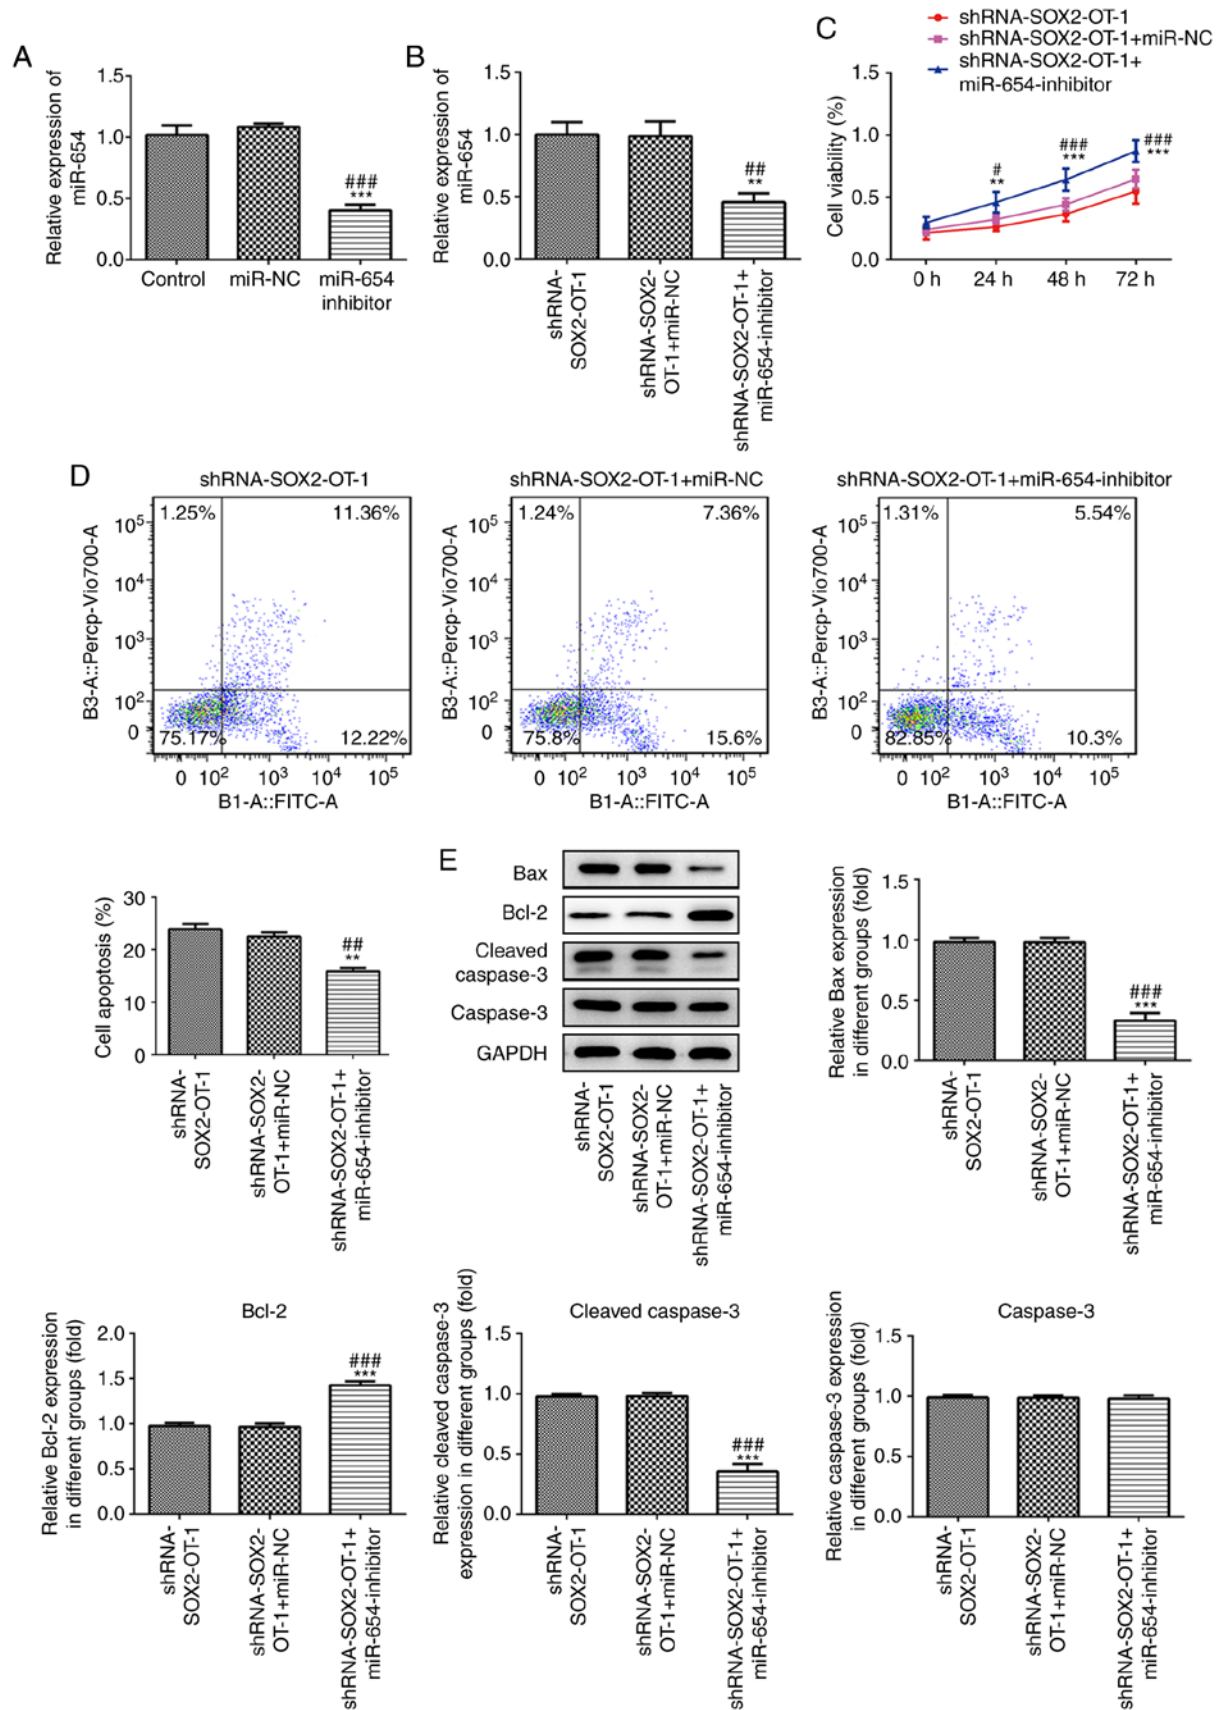 A
Relative expression of
miR-654
1.5
1.0
0.5
0.0
###
***
Control
miR-NC
miR-654
inhibitor
B
Relative expression of
miR-654
1.5
1.0
0.5
0.0
##
**
shRNA-
SOX2-OT-1
shRNA-SOX2-
OT-1+miR-NC
shRNA-SOX2-OT-1+
miR-654-inhibitor
C
shRNA-SOX2-OT-1
shRNA-SOX2-OT-1+miR-NC
shRNA-SOX2-OT-1+
miR-654-inhibitor
Cell viability (%)
1.5
1.0
0.5
0.0
#
**
###
***
###
***
0 h
24 h
48 h
72 h
D
shRNA-SOX2-OT-1
B3-A::Percp-Vio700-A
10⁵
10⁴
10³
10²
0
1.25%
11.36%
75.17%
12.22%
0 10² 10³ 10⁴ 10⁵
B1-A::FITC-A
shRNA-SOX2-OT-1+miR-NC
B3-A::Percp-Vio700-A
10⁵
10⁴
10³
10²
0
1.24%
7.36%
75.8%
15.6%
0 10² 10³ 10⁴ 10⁵
B1-A::FITC-A
shRNA-SOX2-OT-1+miR-654-inhibitor
B3-A::Percp-Vio700-A
10⁵
10⁴
10³
10²
0
1.31%
5.54%
82.85%
10.3%
0 10² 10³ 10⁴ 10⁵
B1-A::FITC-A
Cell apoptosis (%)
30
20
10
0
##
**
shRNA-
SOX2-OT-1
shRNA-SOX2-
OT-1+miR-NC
shRNA-SOX2-OT-1+
miR-654-inhibitor
E
Bax
Bcl-2
Cleaved
caspase-3
Caspase-3
GAPDH
shRNA-
SOX2-OT-1
shRNA-SOX2-
OT-1+miR-NC
shRNA-SOX2-OT-1+
miR-654-inhibitor
Relative Bax expression
in different groups (fold)
1.5
1.0
0.5
0.0
###
***
shRNA-
SOX2-OT-1
shRNA-SOX2-
OT-1+miR-NC
shRNA-SOX2-OT-1+
miR-654-inhibitor
Bcl-2
Relative Bcl-2 expression
in different groups (fold)
2.0
1.5
1.0
0.5
0.0
###
***
shRNA-
SOX2-OT-1
shRNA-SOX2-
OT-1+miR-NC
shRNA-SOX2-OT-1+
miR-654-inhibitor
Cleaved caspase-3
Relative cleaved caspase-3
expression in different groups (fold)
1.5
1.0
0.5
0.0
###
***
shRNA-
SOX2-OT-1
shRNA-SOX2-
OT-1+miR-NC
shRNA-SOX2-OT-1+
miR-654-inhibitor
Caspase-3
Relative caspase-3 expression
in different groups (fold)
1.5
1.0
0.5
0.0
shRNA-
SOX2-OT-1
shRNA-SOX2-
OT-1+miR-NC
shRNA-SOX2-OT-1+
miR-654-inhibitor